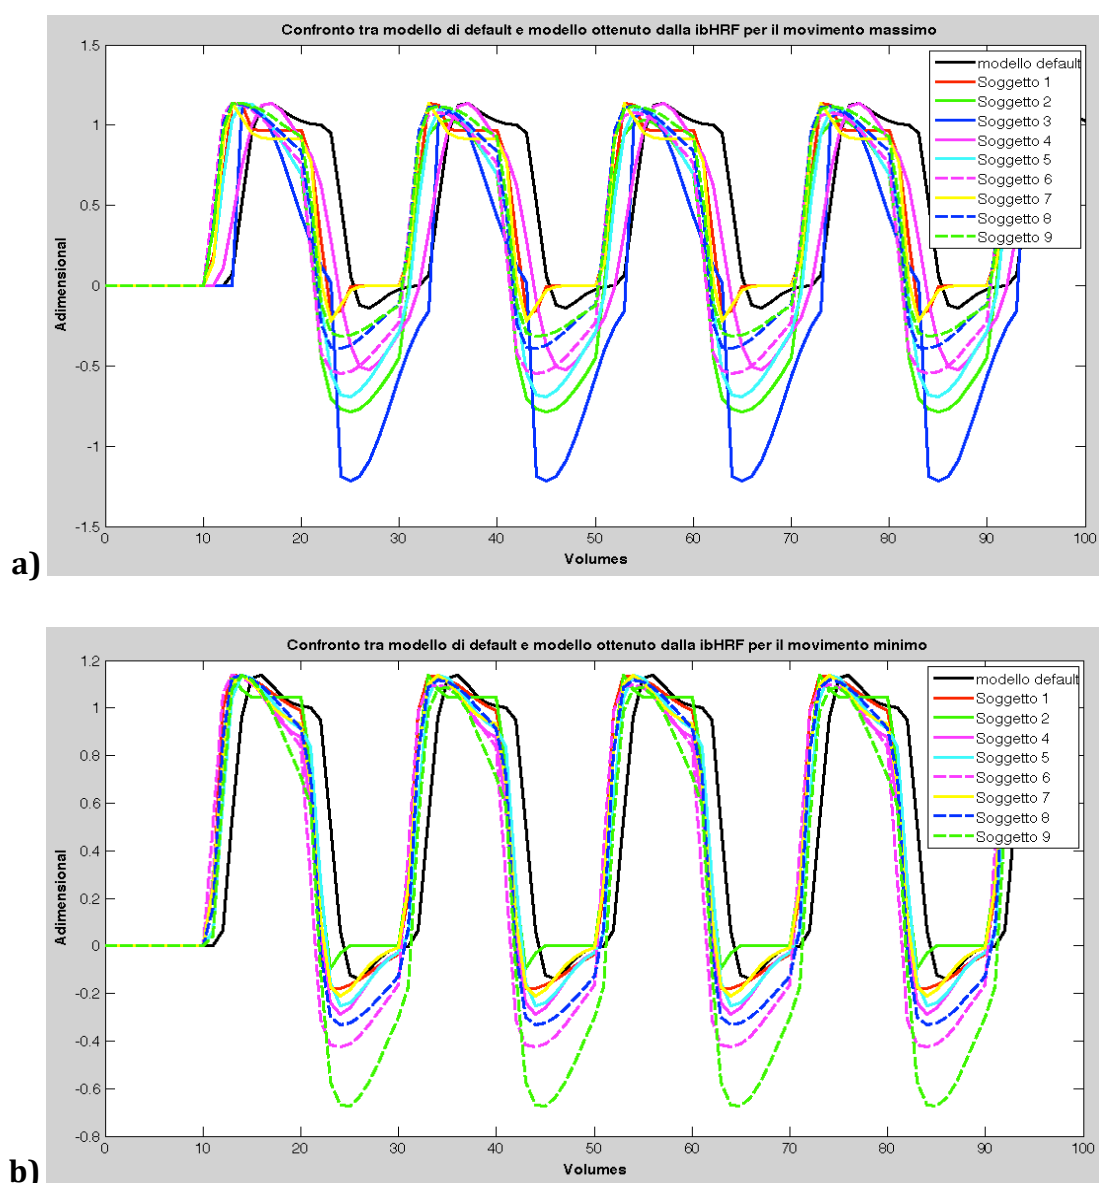 Confronto tra modello di default e modello ottenuto dalla ibHRF per il movimento massimo
1.5
1
0.5
0
-0.5
-1
-1.5
Adimensional
modello default
Soggetto 1
Soggetto 2
Soggetto 3
Soggetto 4
Soggetto 5
Soggetto 6
Soggetto 7
Soggetto 8
Soggetto 9
0 10 20 30 40 50 60 70 80 90 100
Volumes
a)
Confronto tra modello di default e modello ottenuto dalla ibHRF per il movimento minimo
1.2
1
0.8
0.6
0.4
0.2
0
-0.2
-0.4
-0.6
-0.8
Adimensional
modello default
Soggetto 1
Soggetto 2
Soggetto 4
Soggetto 5
Soggetto 6
Soggetto 7
Soggetto 8
Soggetto 9
0 10 20 30 40 50 60 70 80 90 100
Volumes
b)